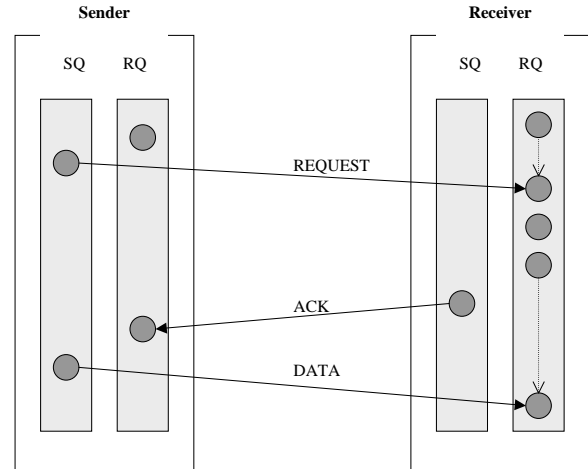 Sender Receiver
SQ RQ SQ RQ
REQUEST
ACK
DATA